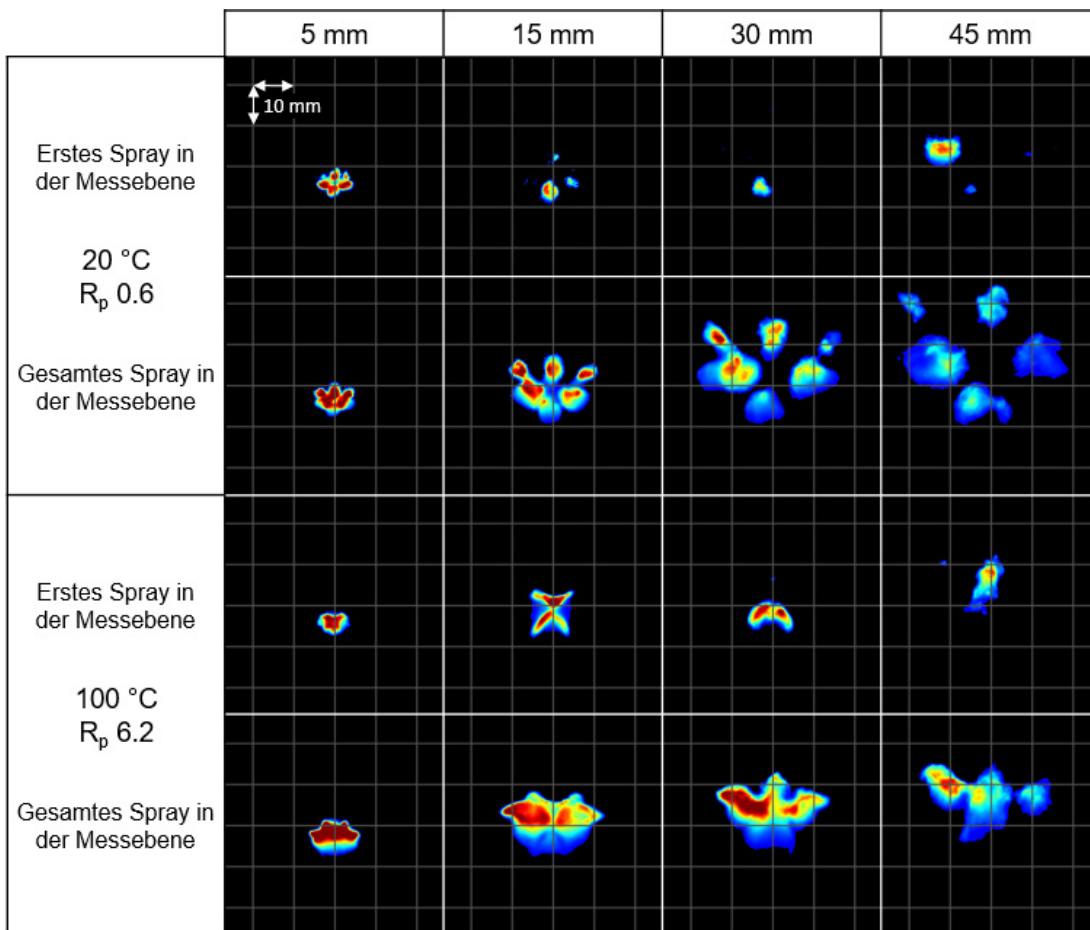 5 mm 15 mm 30 mm 45 mm
10 mm
Erstes Spray in
der Messebene
20 °C
Rₚ 0.6
Gesamtes Spray in
der Messebene
Erstes Spray in
der Messebene
100 °C
Rₚ 6.2
Gesamtes Spray in
der Messebene